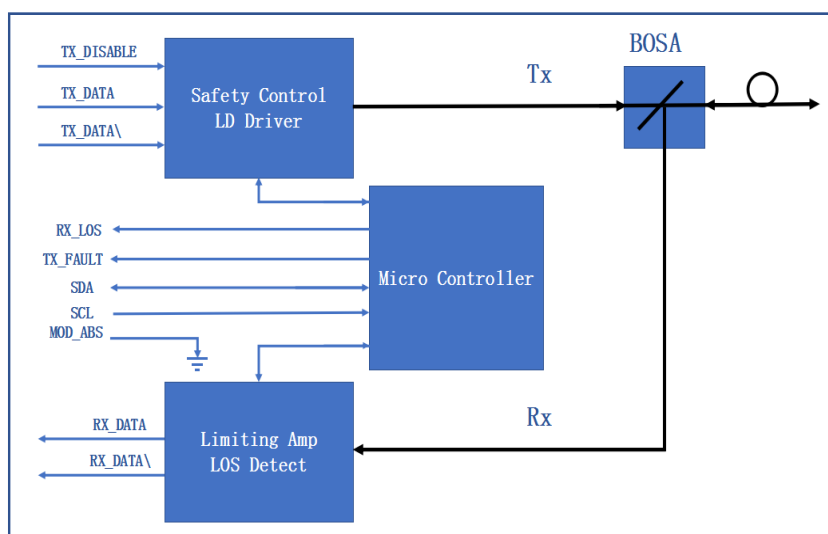 BOSA
TX_DISABLE
Tx
Safety Control
LD Driver
TX_DATA
TX_DATA\
RX_LOS
TX_FAULT
Micro Controller
SDA
SCL
MOD_ABS
Rx
RX_DATA
Limiting Amp
LOS Detect
RX_DATA\